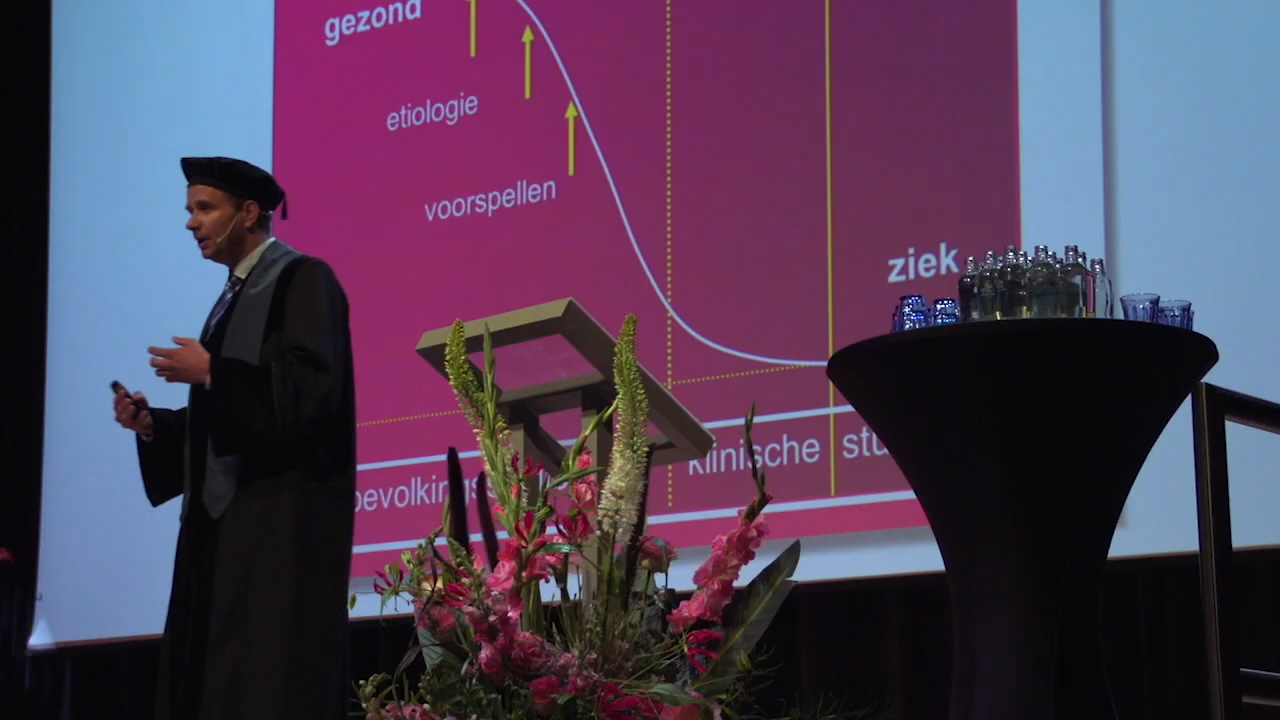 gezond
etiologie
voorspellen
ziek
klinische